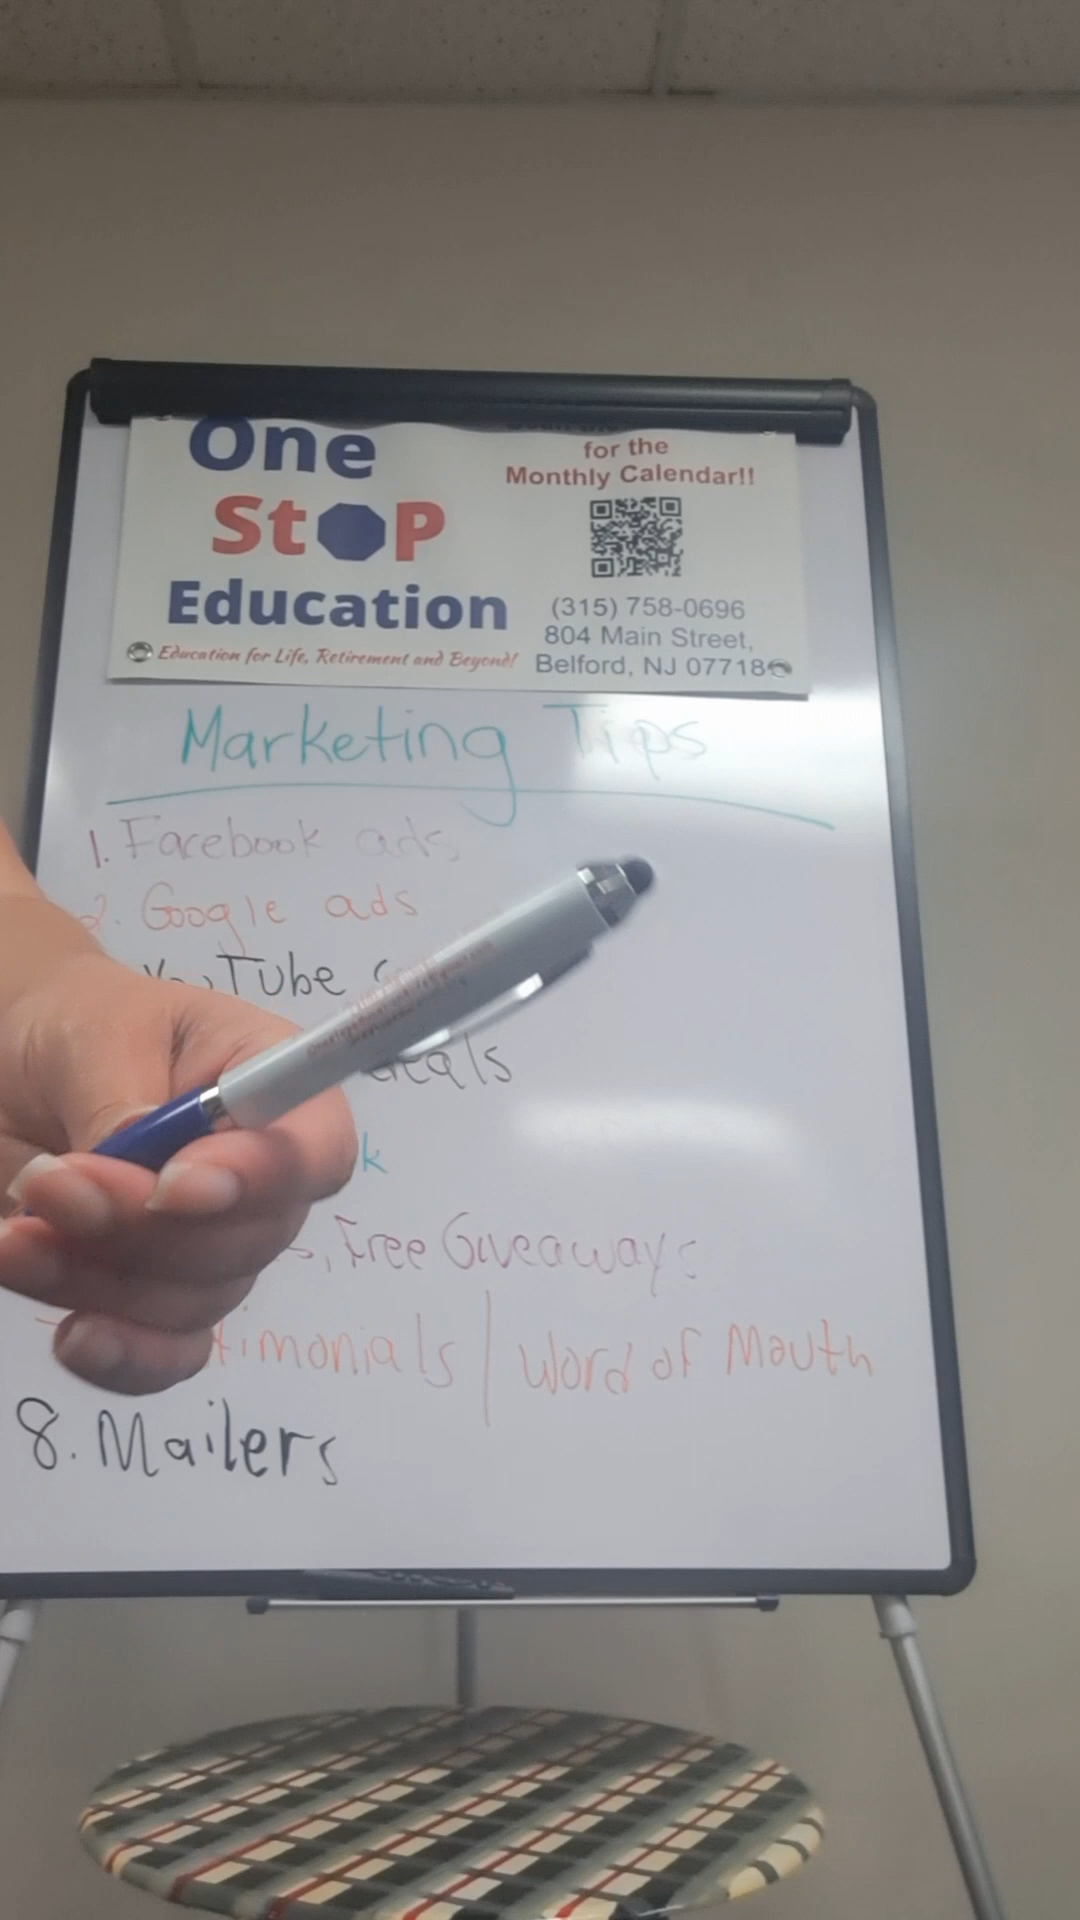 One
Stop
Education
Education for Life, Retirement and Beyond!
for the
Monthly Calendar!!
(315) 758-0696
804 Main Street,
Belford, NJ 07718
Marketing Tips
1. Facebook ads
2. Google ads
Tube
k
, Free Giveaways
timonials / Word of Mouth
8. Mailers